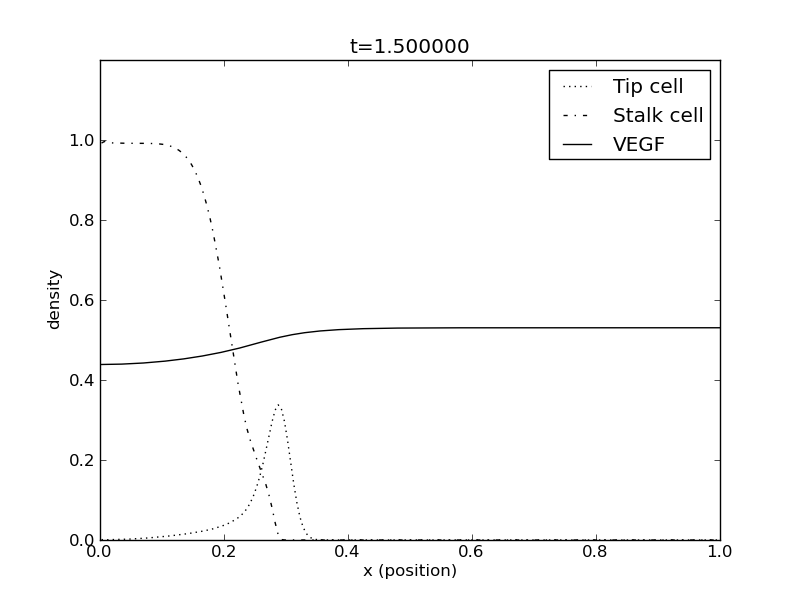 t=1.500000
Tip cell
Stalk cell
VEGF
density
1.0
0.8
0.6
0.4
0.2
0.0
0.0 0.2 0.4 0.6 0.8 1.0
x (position)